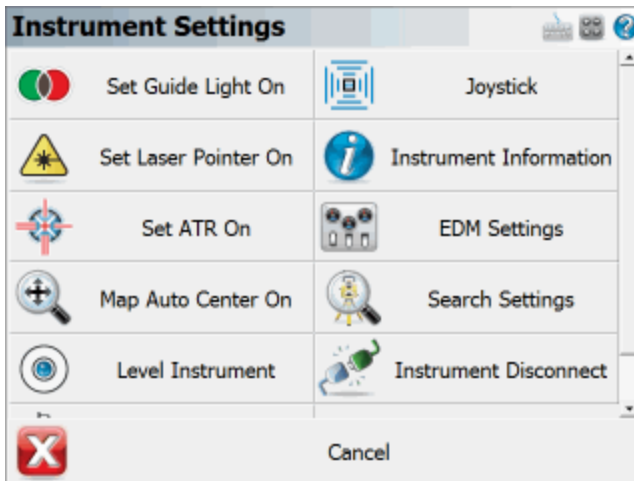 Instrument Settings
Set Guide Light On
Joystick
Set Laser Pointer On
Instrument Information
Set ATR On
EDM Settings
Map Auto Center On
Search Settings
Level Instrument
Instrument Disconnect
Cancel